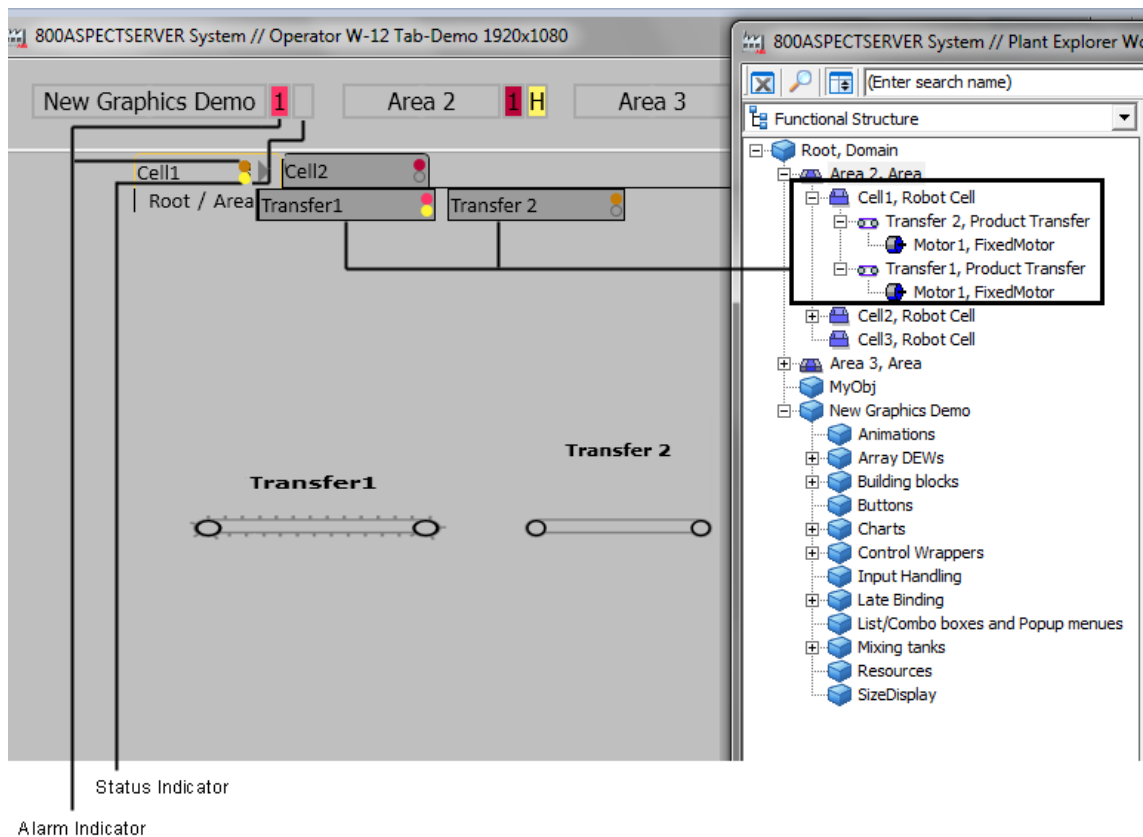 800ASPECTSERVER System // Operator W-12 Tab-Demo 1920x1080
New Graphics Demo 1
Area 2 1 H
Area 3
Cell1
Cell2
Root / Area
Transfer1
Transfer 2
Transfer1
Transfer 2
Status Indicator
Alarm Indicator
800ASPECTSERVER System // Plant Explorer Wo
(Enter search name)
Functional Structure
Root, Domain
Area 2, Area
Cell1, Robot Cell
Transfer 2, Product Transfer
Motor1, FixedMotor
Transfer1, Product Transfer
Motor1, FixedMotor
Cell2, Robot Cell
Cell3, Robot Cell
Area 3, Area
MyObj
New Graphics Demo
Animations
Array DEWs
Building blocks
Buttons
Charts
Control Wrappers
Input Handling
Late Binding
List/Combo boxes and Popup menues
Mixing tanks
Resources
SizeDisplay